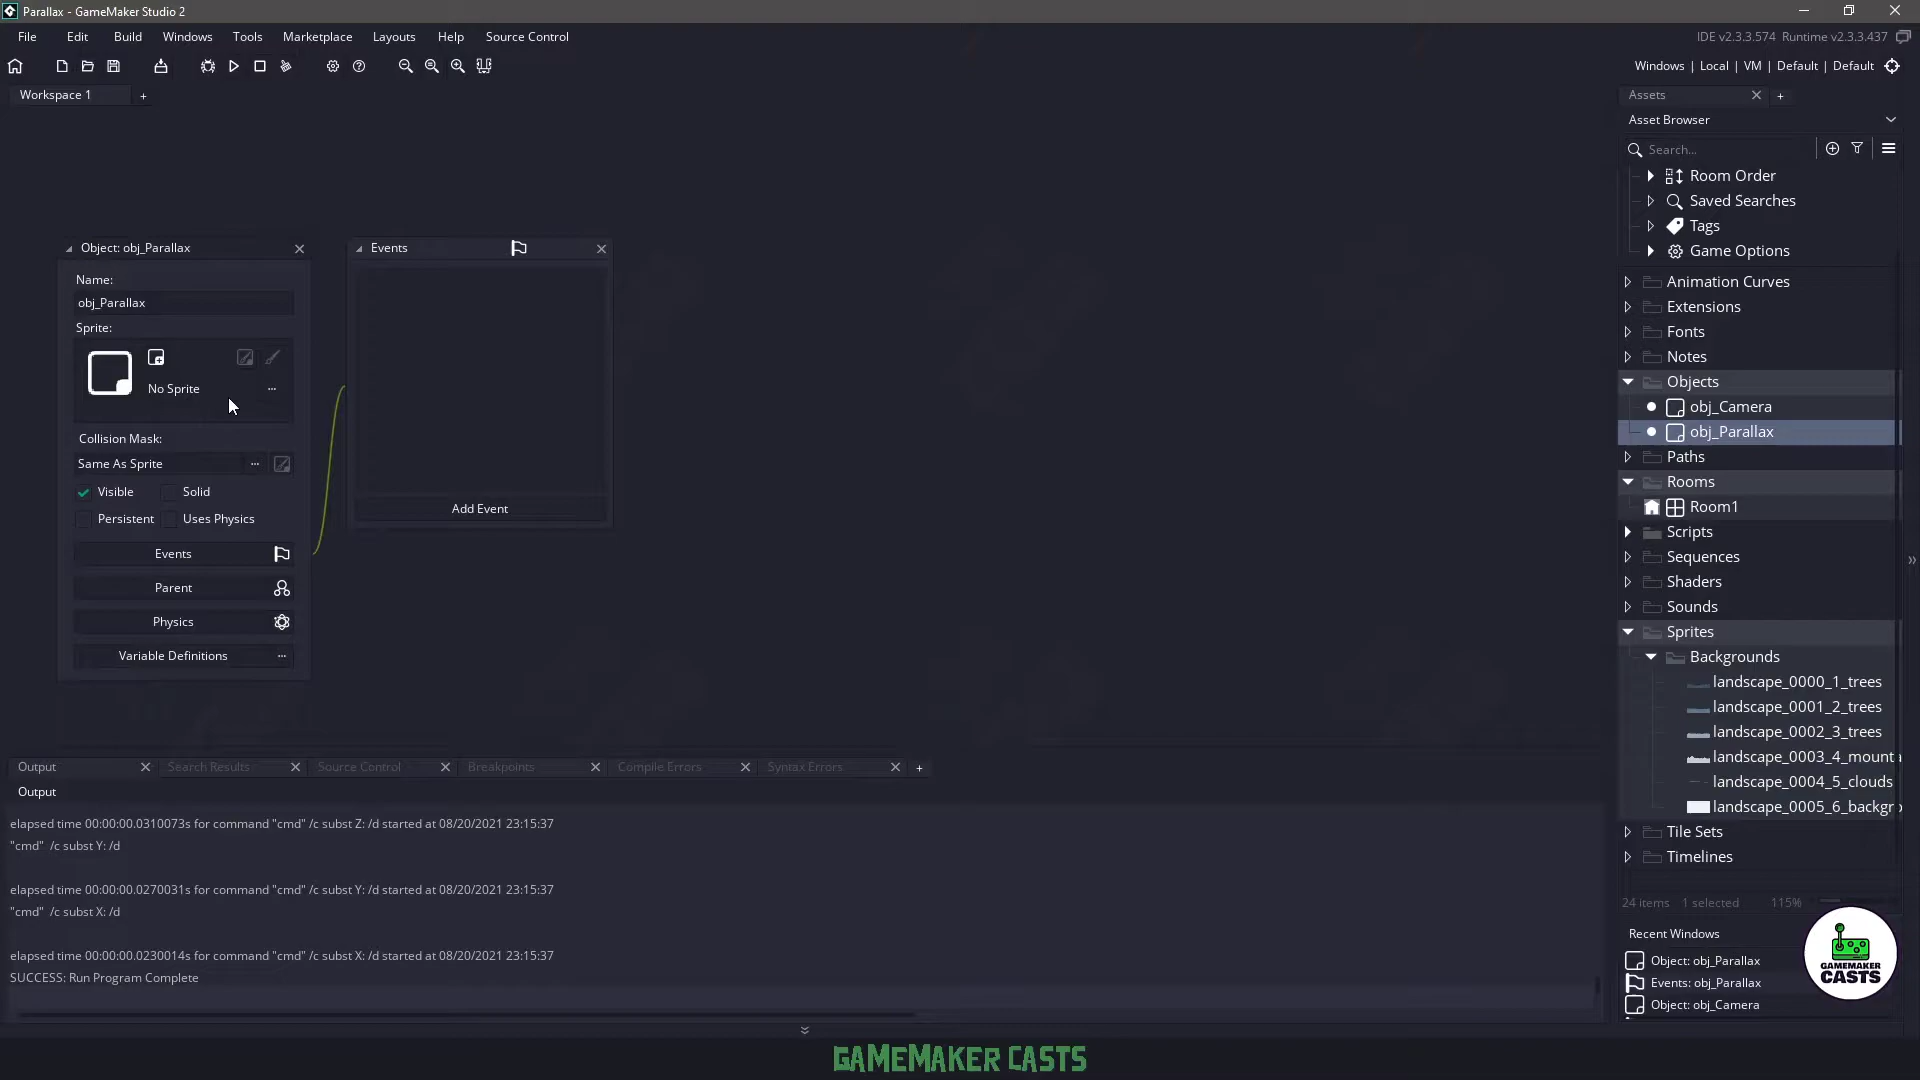 Parallax - GameMaker Studio 2
File Edit Build Windows Tools Marketplace Layouts Help Source Control
IDE v2.3.3.574 Runtime v2.3.3.437
Windows | Local | VM | Default | Default
Workspace 1
Assets
Asset Browser
Search...
Room Order
Saved Searches
Tags
Game Options
Animation Curves
Extensions
Fonts
Notes
Objects
obj_Camera
obj_Parallax
Paths
Rooms
Room1
Scripts
Sequences
Shaders
Sounds
Sprites
Backgrounds
landscape_0000_1_trees
landscape_0001_2_trees
landscape_0002_3_trees
landscape_0003_4_mounta
landscape_0004_5_clouds
landscape_0005_6_backgro
Tile Sets
Timelines
24 items 1 selected 115%
Recent Windows
Object: obj_Parallax
Events: obj_Parallax
Object: obj_Camera
Object: obj_Parallax
Name:
obj_Parallax
Sprite:
No Sprite
Collision Mask:
Same As Sprite
Visible Solid
Persistent Uses Physics
Events
Parent
Physics
Variable Definitions
Events
Add Event
Output Search Results Source Control Breakpoints Compile Errors Syntax Errors
Output
elapsed time 00:00:00.0310073s for command "cmd" /c subst Z: /d started at 08/20/2021 23:15:37
"cmd" /c subst Y: /d
elapsed time 00:00:00.0270031s for command "cmd" /c subst Y: /d started at 08/20/2021 23:15:37
"cmd" /c subst X: /d
elapsed time 00:00:00.0230014s for command "cmd" /c subst X: /d started at 08/20/2021 23:15:37
SUCCESS: Run Program Complete
GAMEMAKER
CASTS
GAMEMAKER CASTS